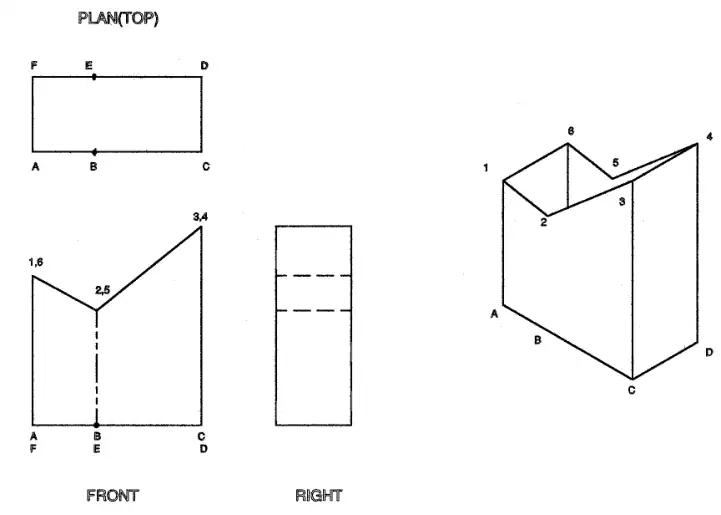 PLAN(TOP)
F E D
A B C
3,4
1,6
2,5
A B C
F E D
FRONT RIGHT
6
4
1
5
3
2
A
B
D
C